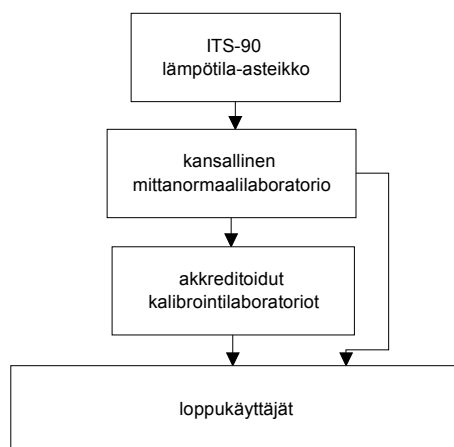 ITS-90
lämpötila-asteikko
kansallinen
mittanormaalilaboratorio
akkreditoidut
kalibrointilaboratoriot
loppukäyttäjät